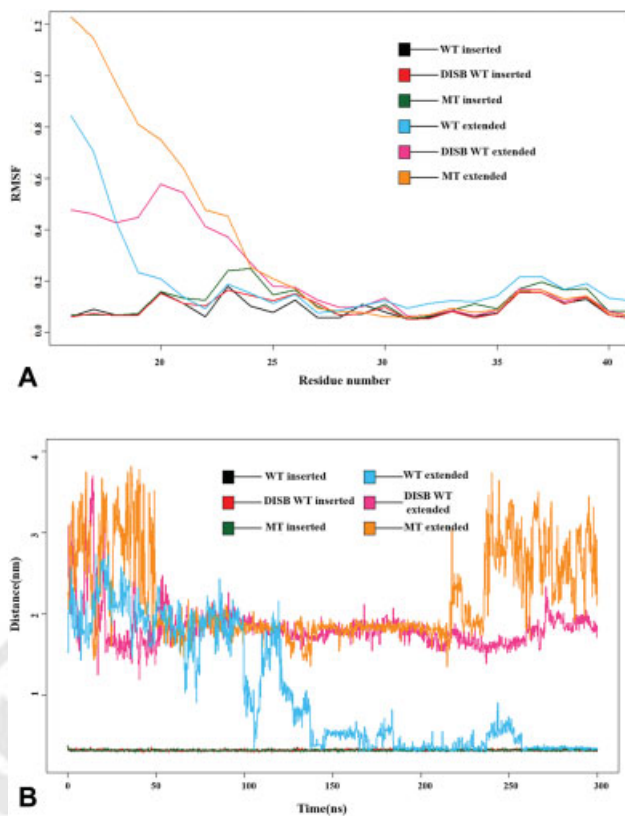 1.2
1.0
0.8
0.6
0.4
0.2
0.0
RMSF
WT inserted
DISB WT inserted
MT inserted
WT extended
DISB WT extended
MT extended
20
25
30
35
40
Residue number
A
4
3
2
1
Distance(nm)
WT inserted
DISB WT inserted
MT inserted
WT extended
DISB WT
extended
MT extended
0
50
100
150
200
250
300
Time(ns)
B